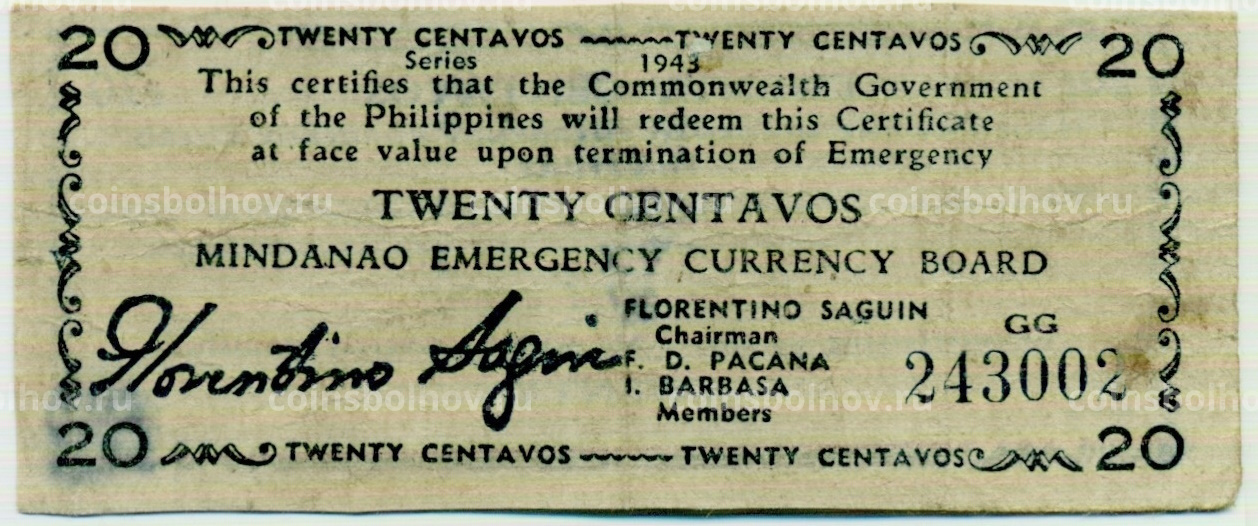 20 TWENTY CENTAVOS TWENTY CENTAVOS 20
Series 1943
This certifies that the Commonwealth Government
of the Philippines will redeem this Certificate
at face value upon termination of Emergency
TWENTY CENTAVOS
MINDANAO EMERGENCY CURRENCY BOARD
Florentino Saguin
FLORENTINO SAGUIN
Chairman
F. D. PACANA
I. BARBASA
Members
GG
243002
20 TWENTY CENTAVOS TWENTY CENTAVOS 20
coinsbolhov.ru